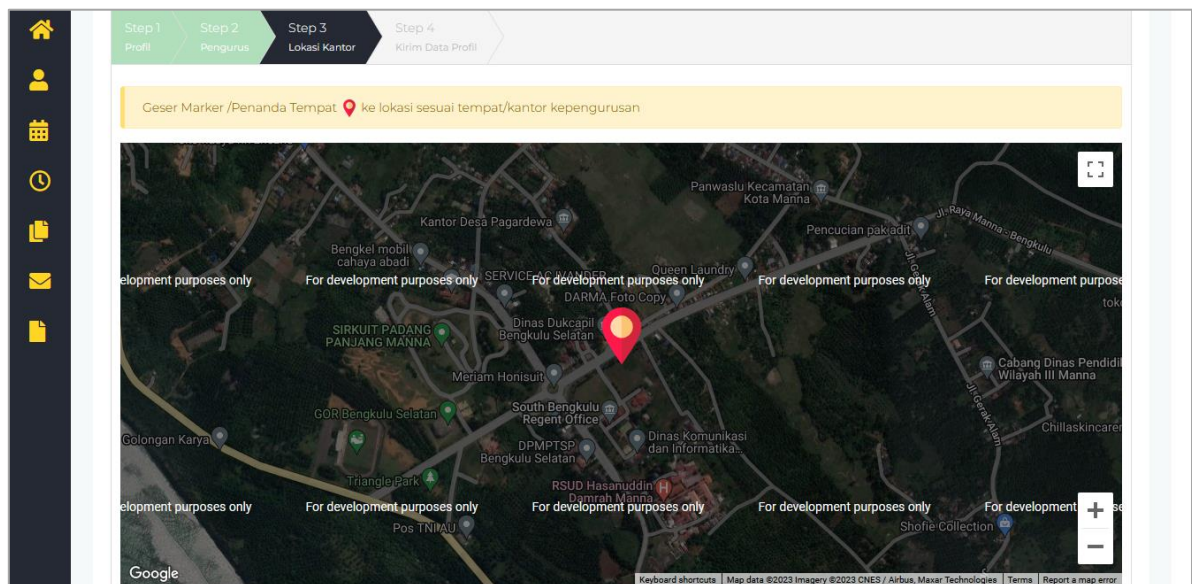 Step 1
Profil
Step 2
Pengurus
Step 3
Lokasi Kantor
Step 4
Kirim Data Profil
Geser Marker /Penanda Tempat ke lokasi sesuai tempat/kantor kepengurusan
Panwaslu Kecamatan
Kota Manna
Jl. Raya Manna - Bengkulu
Kantor Desa Pagardewa
Pencucian pak adit
Bengkel mobil
cahaya abadi
SERVICE AC
Queen Laundry
elopment purposes only
For development purposes only
For development purposes only
For development purposes only
For development purpose
DARMA Foto Copy
toko
Jl. Gerak Alam
SIRKUIT PADANG
PANJANG MANNA
Dinas Dukcapil
Bengkulu Selatan
Meriam Honisuit
Cabang Dinas Pendidi
Wilayah III Manna
Jl. Gerak Alam
GOR Bengkulu Selatan
South Bengkulu
Regent Office
Chillaskincarer
Golongan Karya
DPMPTSP
Bengkulu Selatan
Dinas Komunikasi
dan Informatika...
Triangle Park
RSUD Hasanuddin
Damrah Manna
elopment purposes only
For development purposes only
For development purposes only
For development purposes only
For development
se
Pos TNI AU
Shofie Collection
Google
Keyboard shortcuts
Map data ©2023 Imagery ©2023 CNES / Airbus, Maxar Technologies
Terms
Report a map error